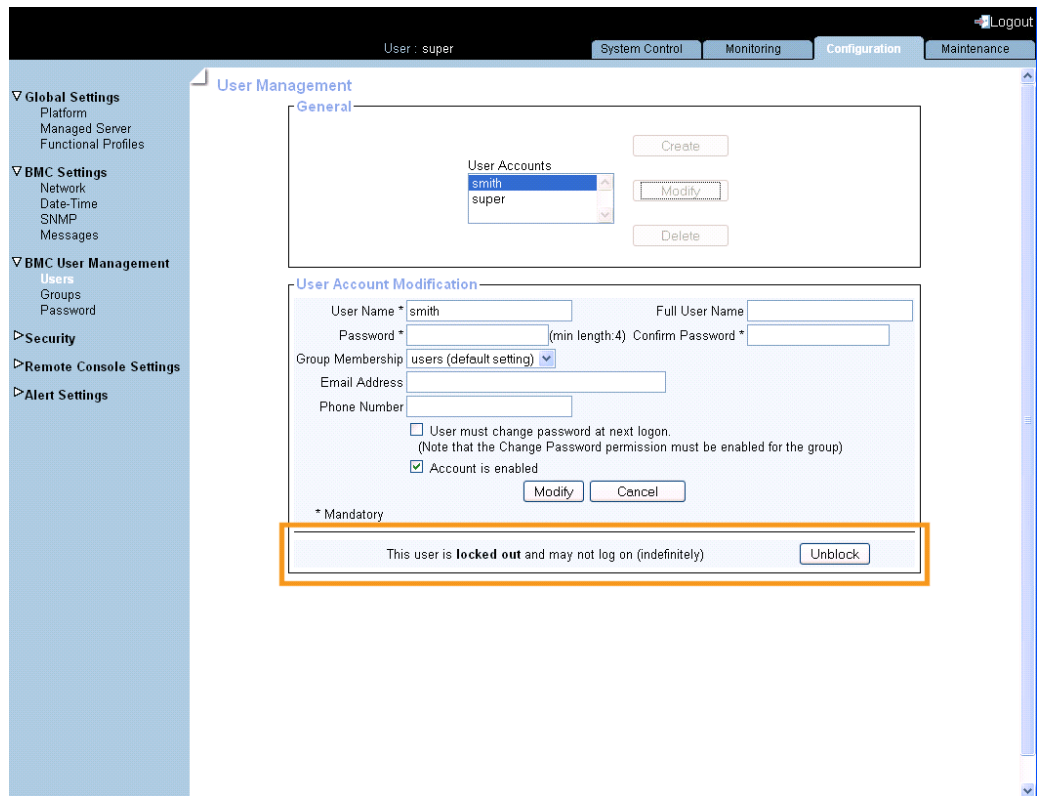 Logout
User : super
System Control
Monitoring
Configuration
Maintenance
Global Settings
Platform
Managed Server
Functional Profiles
BMC Settings
Network
Date-Time
SNMP
Messages
BMC User Management
Users
Groups
Password
Security
Remote Console Settings
Alert Settings
User Management
General
User Accounts
smith
super
Create
Modify
Delete
User Account Modification
User Name * smith
Full User Name
Password * (min length:4) Confirm Password *
Group Membership users (default setting)
Email Address
Phone Number
User must change password at next logon.
(Note that the Change Password permission must be enabled for the group)
Account is enabled
Modify
Cancel
* Mandatory
This user is locked out and may not log on (indefinitely)
Unblock